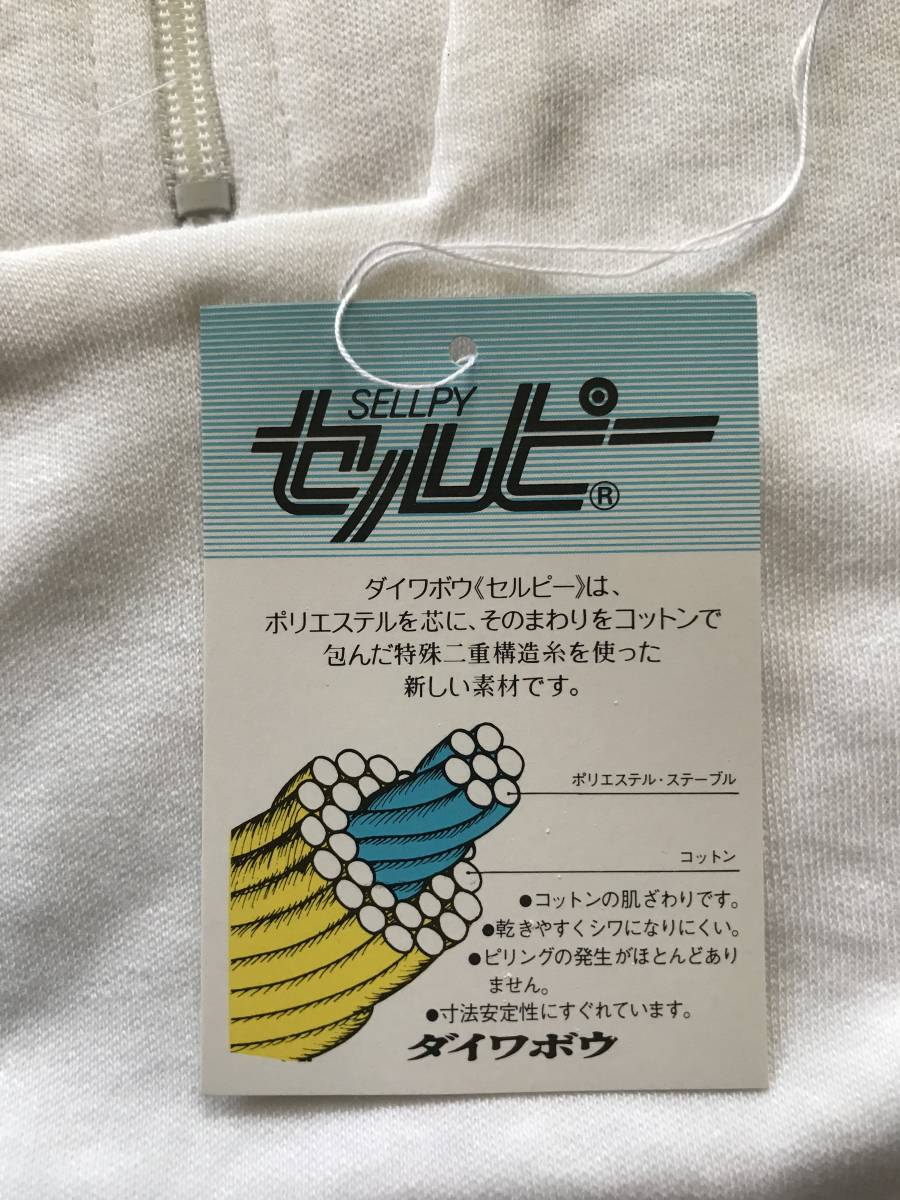 SELLPY
セルピー®
ダイワボウ《セルピー》は、
ポリエステルを芯に、そのまわりをコットンで
包んだ特殊二重構造糸を使った
新しい素材です。
ポリエステル・ステーブル
コットン
●コットンの肌ざわりです。
●乾きやすくシワになりにくい。
●ピリングの発生がほとんどあり
ません。
●寸法安定性にすぐれています。
ダイワボウ